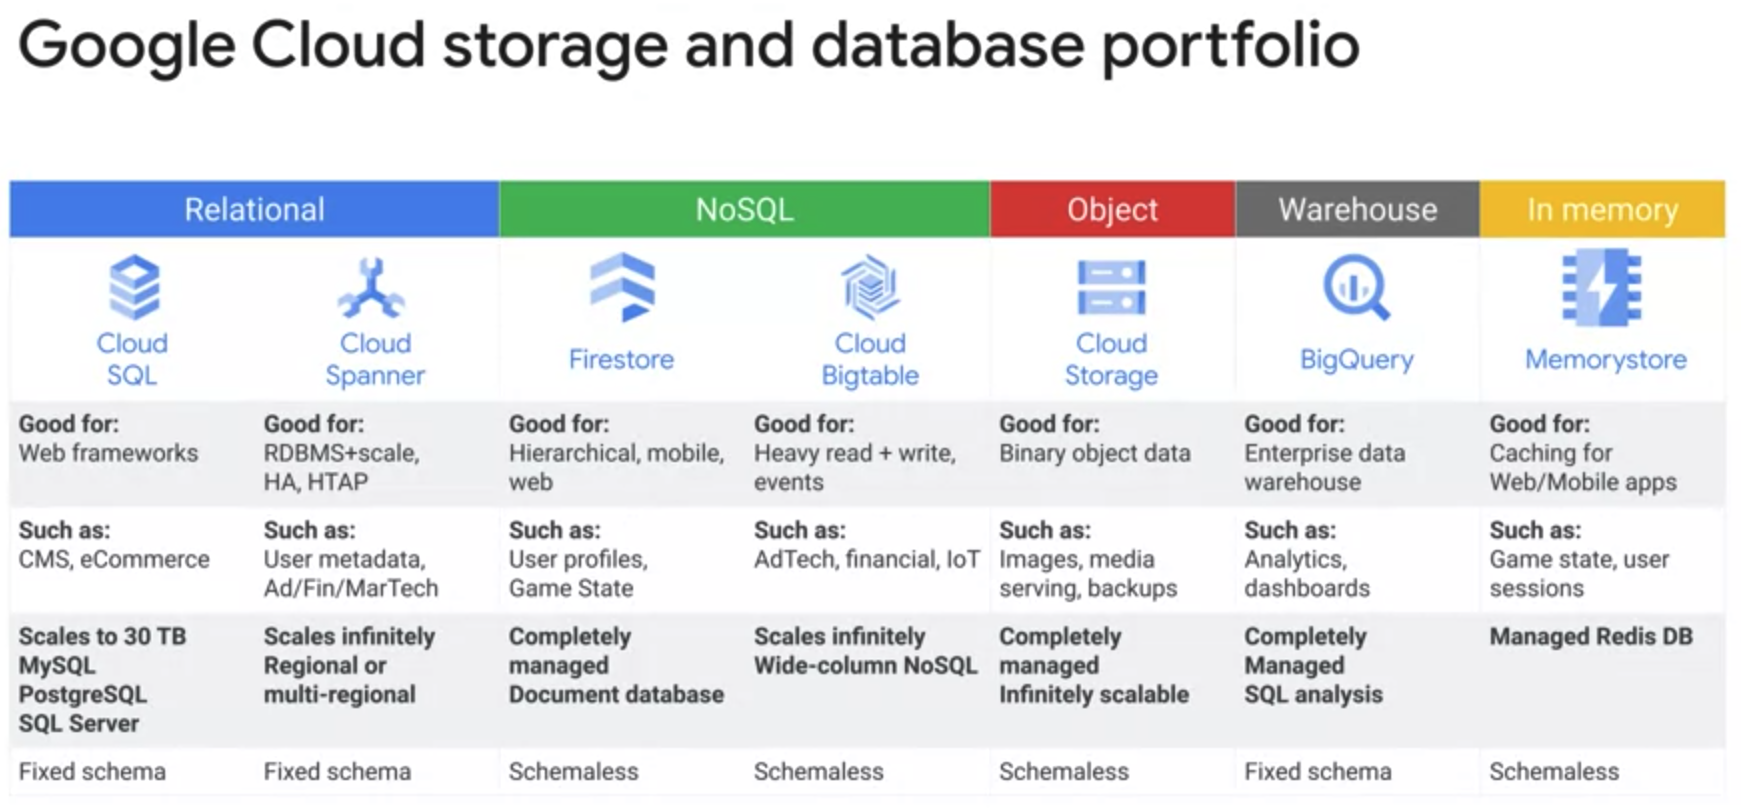 Google Cloud storage and database portfolio
Relational
NoSQL
Object
Warehouse
In memory
Cloud
SQL
Cloud
Spanner
Firestore
Cloud
Bigtable
Cloud
Storage
BigQuery
Memorystore
Good for:
Web frameworks
Good for:
RDBMS+scale,
HA, HTAP
Good for:
Hierarchical, mobile,
web
Good for:
Heavy read + write,
events
Good for:
Binary object data
Good for:
Enterprise data
warehouse
Good for:
Caching for
Web/Mobile apps
Such as:
CMS, eCommerce
Such as:
User metadata,
Ad/Fin/MarTech
Such as:
User profiles,
Game State
Such as:
AdTech, financial, IoT
Such as:
Images, media
serving, backups
Such as:
Analytics,
dashboards
Such as:
Game state, user
sessions
Scales to 30 TB
MySQL
PostgreSQL
SQL Server
Scales infinitely
Regional or
multi-regional
Completely
managed
Document database
Scales infinitely
Wide-column NoSQL
Completely
managed
Infinitely scalable
Completely
Managed
SQL analysis
Managed Redis DB
Fixed schema
Fixed schema
Schemaless
Schemaless
Schemaless
Fixed schema
Schemaless